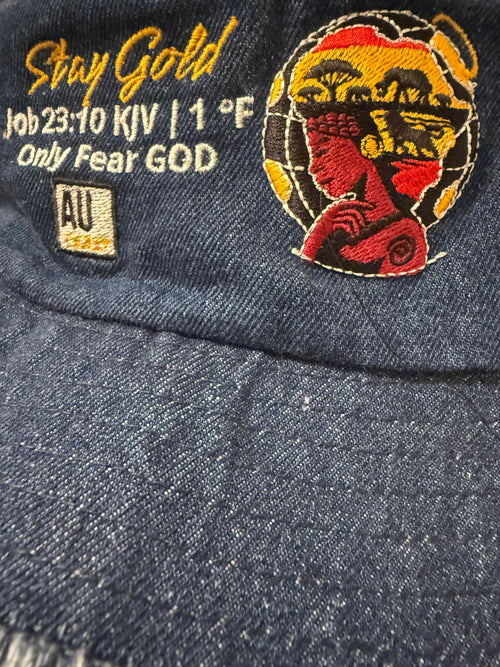 Stay Gold
Job 23:10 KJV | 1 °F
Only Fear GOD
AU